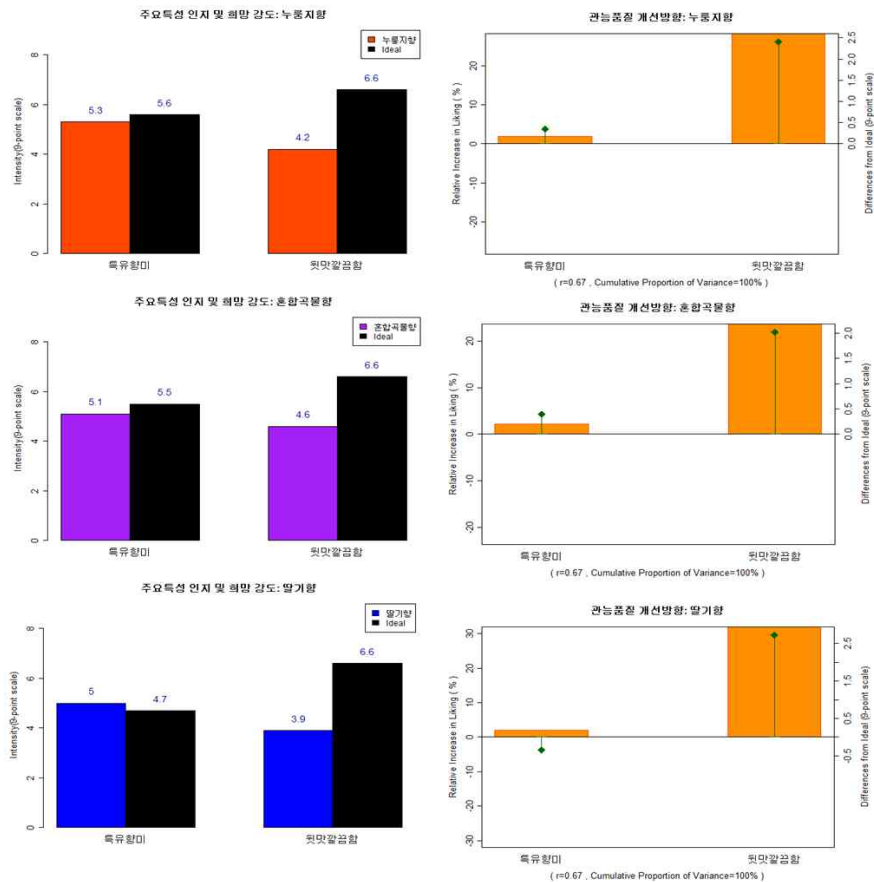 주요특성 인지 및 희망 강도: 누룽지향
누룽지향
Ideal
Intensity(9-point scale)
0 2 4 6 8
5.3 5.6 4.2 6.6
특유향미 뒷맛깔끔함
관능품질 개선방향: 누룽지향
Relative Increase in Liking ( % )
-20 -10 0 10 20
Differences from Ideal (9-point scale)
0.0 0.5 1.0 1.5 2.0 2.5
특유향미 뒷맛깔끔함
( r=0.67 , Cumulative Proportion of Variance=100% )
주요특성 인지 및 희망 강도: 혼합곡물향
혼합곡물향
Ideal
Intensity(9-point scale)
0 2 4 6 8
5.1 5.5 4.6 6.6
특유향미 뒷맛깔끔함
관능품질 개선방향: 혼합곡물향
Relative Increase in Liking ( % )
-20 -10 0 10 20
Differences from Ideal (9-point scale)
0.0 0.5 1.0 1.5 2.0
특유향미 뒷맛깔끔함
( r=0.67 , Cumulative Proportion of Variance=100% )
주요특성 인지 및 희망 강도: 딸기향
딸기향
Ideal
Intensity(9-point scale)
0 2 4 6 8
5 4.7 3.9 6.6
특유향미 뒷맛깔끔함
관능품질 개선방향: 딸기향
Relative Increase in Liking ( % )
-30 -20 -10 0 10 20 30
Differences from Ideal (9-point scale)
-0.5 0.5 1.5 2.5
특유향미 뒷맛깔끔함
( r=0.67 , Cumulative Proportion of Variance=100% )